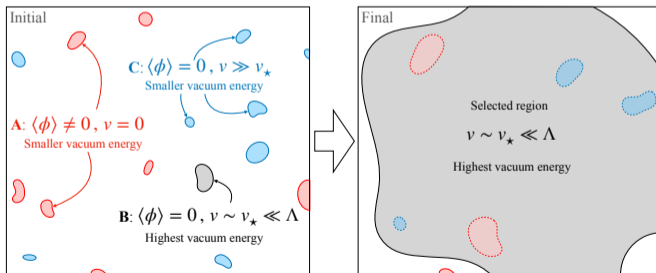 Initial
C: ⟨ϕ⟩ = 0 , v ≫ v⋆
Smaller vacuum energy
A: ⟨ϕ⟩ ≠ 0 , v = 0
Smaller vacuum energy
B: ⟨ϕ⟩ = 0 , v ∼ v⋆ ≪ Λ
Highest vacuum energy
Final
Selected region
v ∼ v⋆ ≪ Λ
Highest vacuum energy